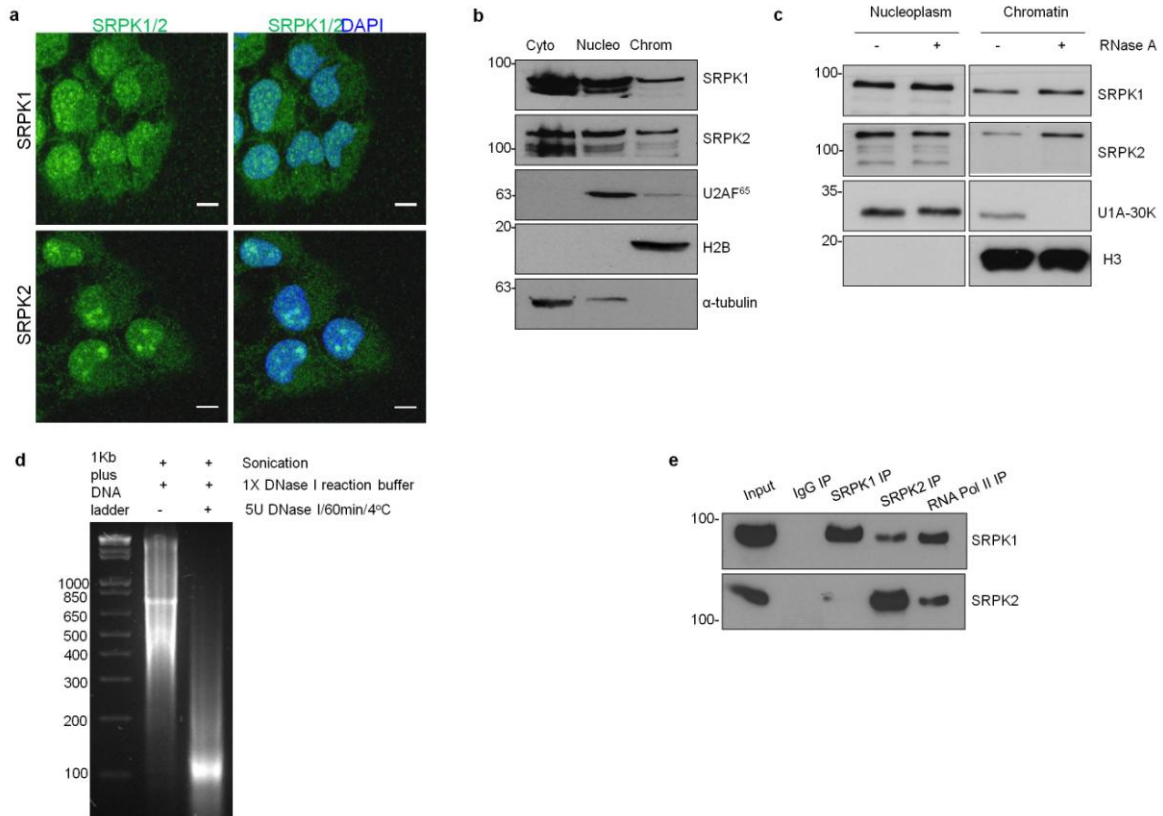 a
SRPK1/2
SRPK1/2DAPI
SRPK1
SRPK2
b
Cyto Nucleo Chrom
100-
SRPK1
SRPK2
100-
63-
U2AF65
20
H2B
63-
α-tubulin
c
Nucleoplasm Chromatin
- + - + RNase A
100-
SRPK1
SRPK2
100-
35-
U1A-30K
20-
H3
d
1Kb
plus
DNA
ladder
+ + Sonication
+ + 1X DNase I reaction buffer
- + 5U DNase I/60min/4ºC
1000
850
650
500
400
300
200
100
e
Input IgG IP SRPK1 IP SRPK2 IP RNA Pol II IP
100-
SRPK1
SRPK2
100-